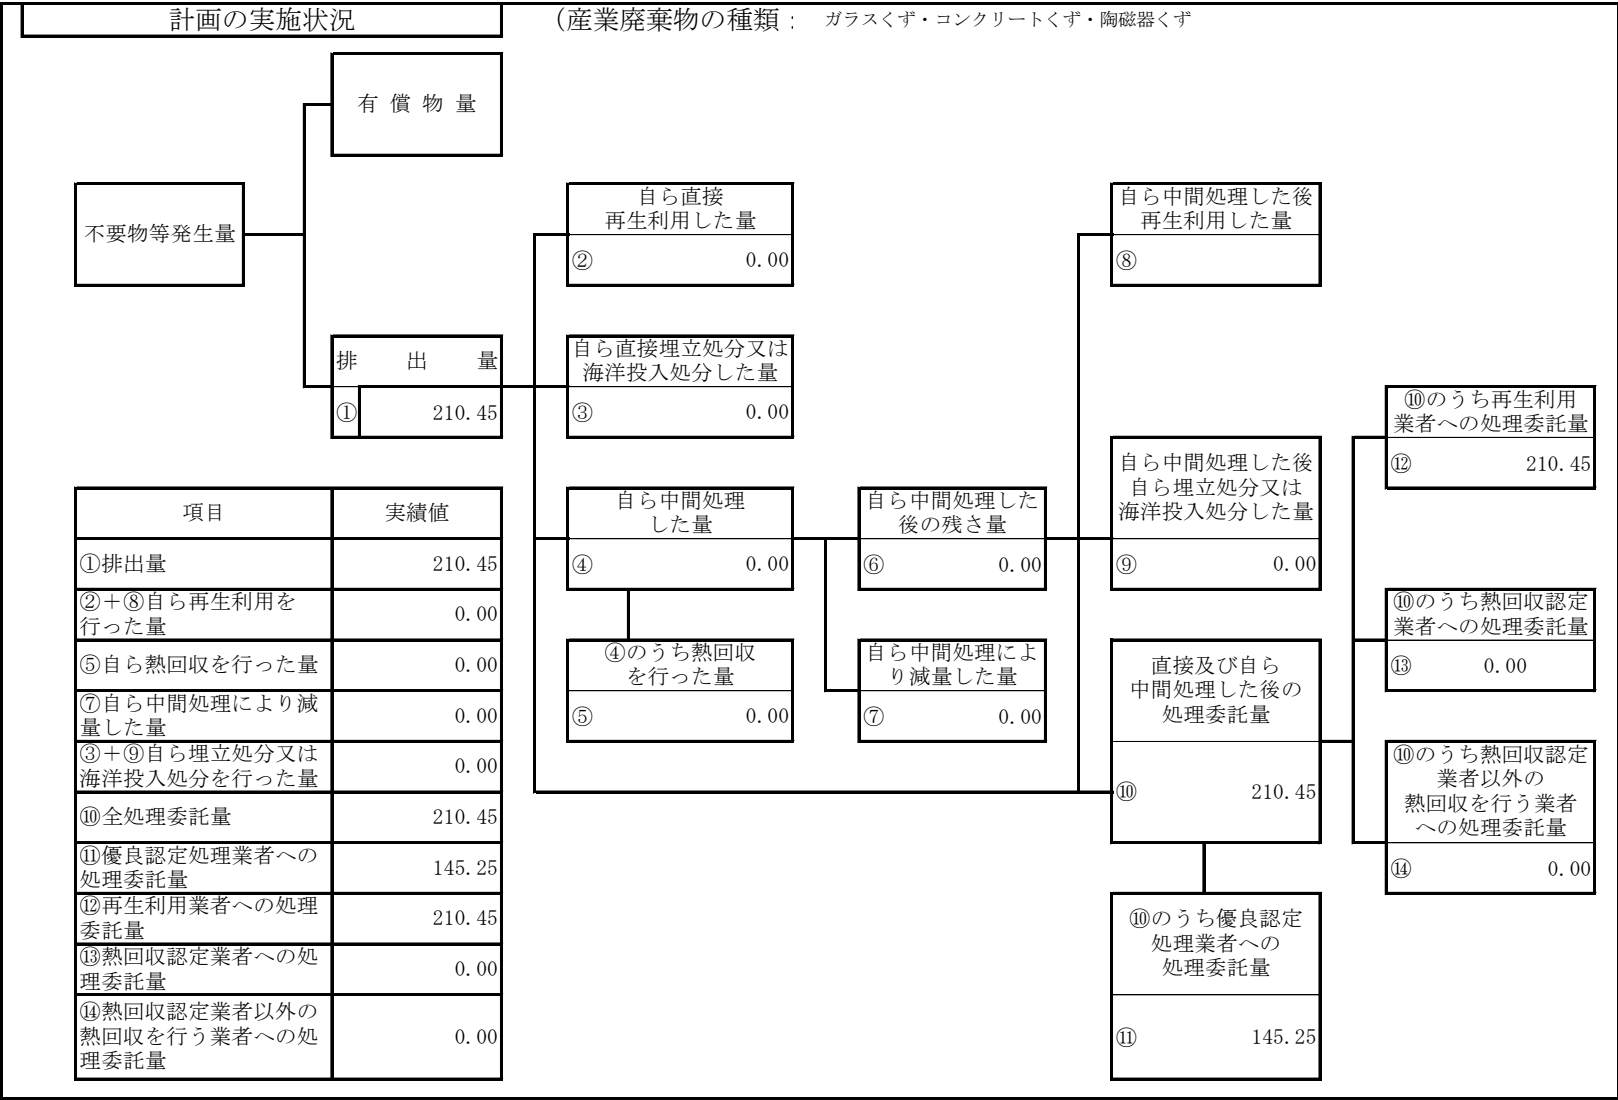 計画の実施状況
（産業廃棄物の種類： ガラスくず・コンクリートくず・陶磁器くず
有 償 物 量
不要物等発生量
排 出 量
① 210.45
自ら直接
再生利用した量
② 0.00
自ら直接埋立処分又は
海洋投入処分した量
③ 0.00
自ら中間処理
した量
④ 0.00
④のうち熱回収
を行った量
⑤ 0.00
自ら中間処理した
後の残さ量
⑥ 0.00
自ら中間処理によ
り減量した量
⑦ 0.00
自ら中間処理した後
再生利用した量
⑧
自ら中間処理した後
自ら埋立処分又は
海洋投入処分した量
⑨ 0.00
直接及び自ら
中間処理した後の
処理委託量
⑩ 210.45
⑩のうち優良認定
処理業者への
処理委託量
⑪ 145.25
⑩のうち再生利用
業者への処理委託量
⑫ 210.45
⑩のうち熱回収認定
業者への処理委託量
⑬ 0.00
⑩のうち熱回収認定
業者以外の
熱回収を行う業者
への処理委託量
⑭ 0.00
項目 実績値
①排出量 210.45
②＋⑧自ら再生利用を
行った量 0.00
⑤自ら熱回収を行った量 0.00
⑦自ら中間処理により減
量した量 0.00
③＋⑨自ら埋立処分又は
海洋投入処分を行った量 0.00
⑩全処理委託量 210.45
⑪優良認定処理業者への
処理委託量 145.25
⑫再生利用業者への処理
委託量 210.45
⑬熱回収認定業者への処
理委託量 0.00
⑭熱回収認定業者以外の
熱回収を行う業者への処
理委託量 0.00